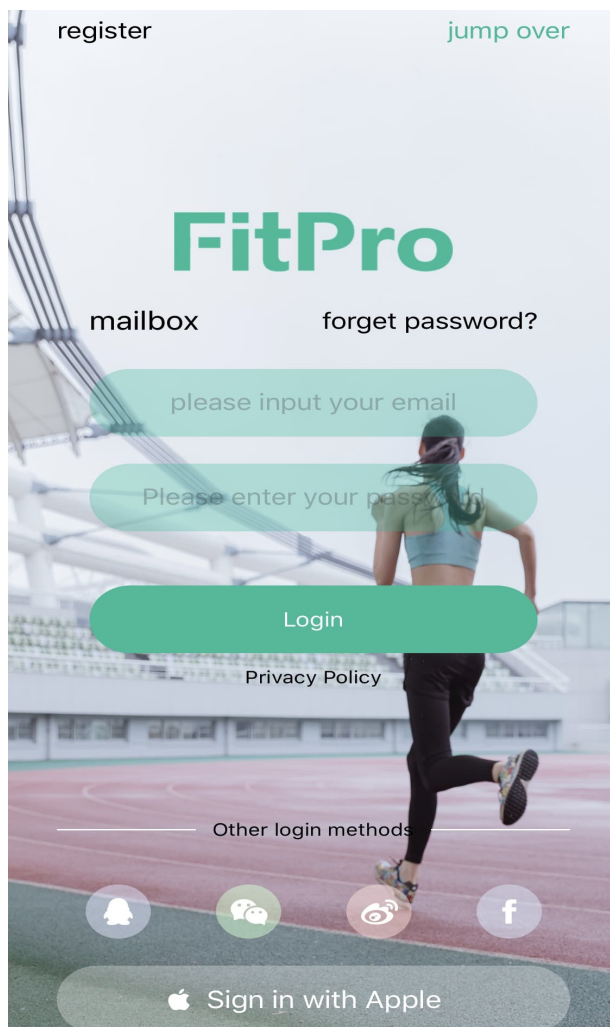 register
jump over
FitPro
mailbox
forget password?
please input your email
Please enter your password
Login
Privacy Policy
Other login methods
f
Sign in with Apple